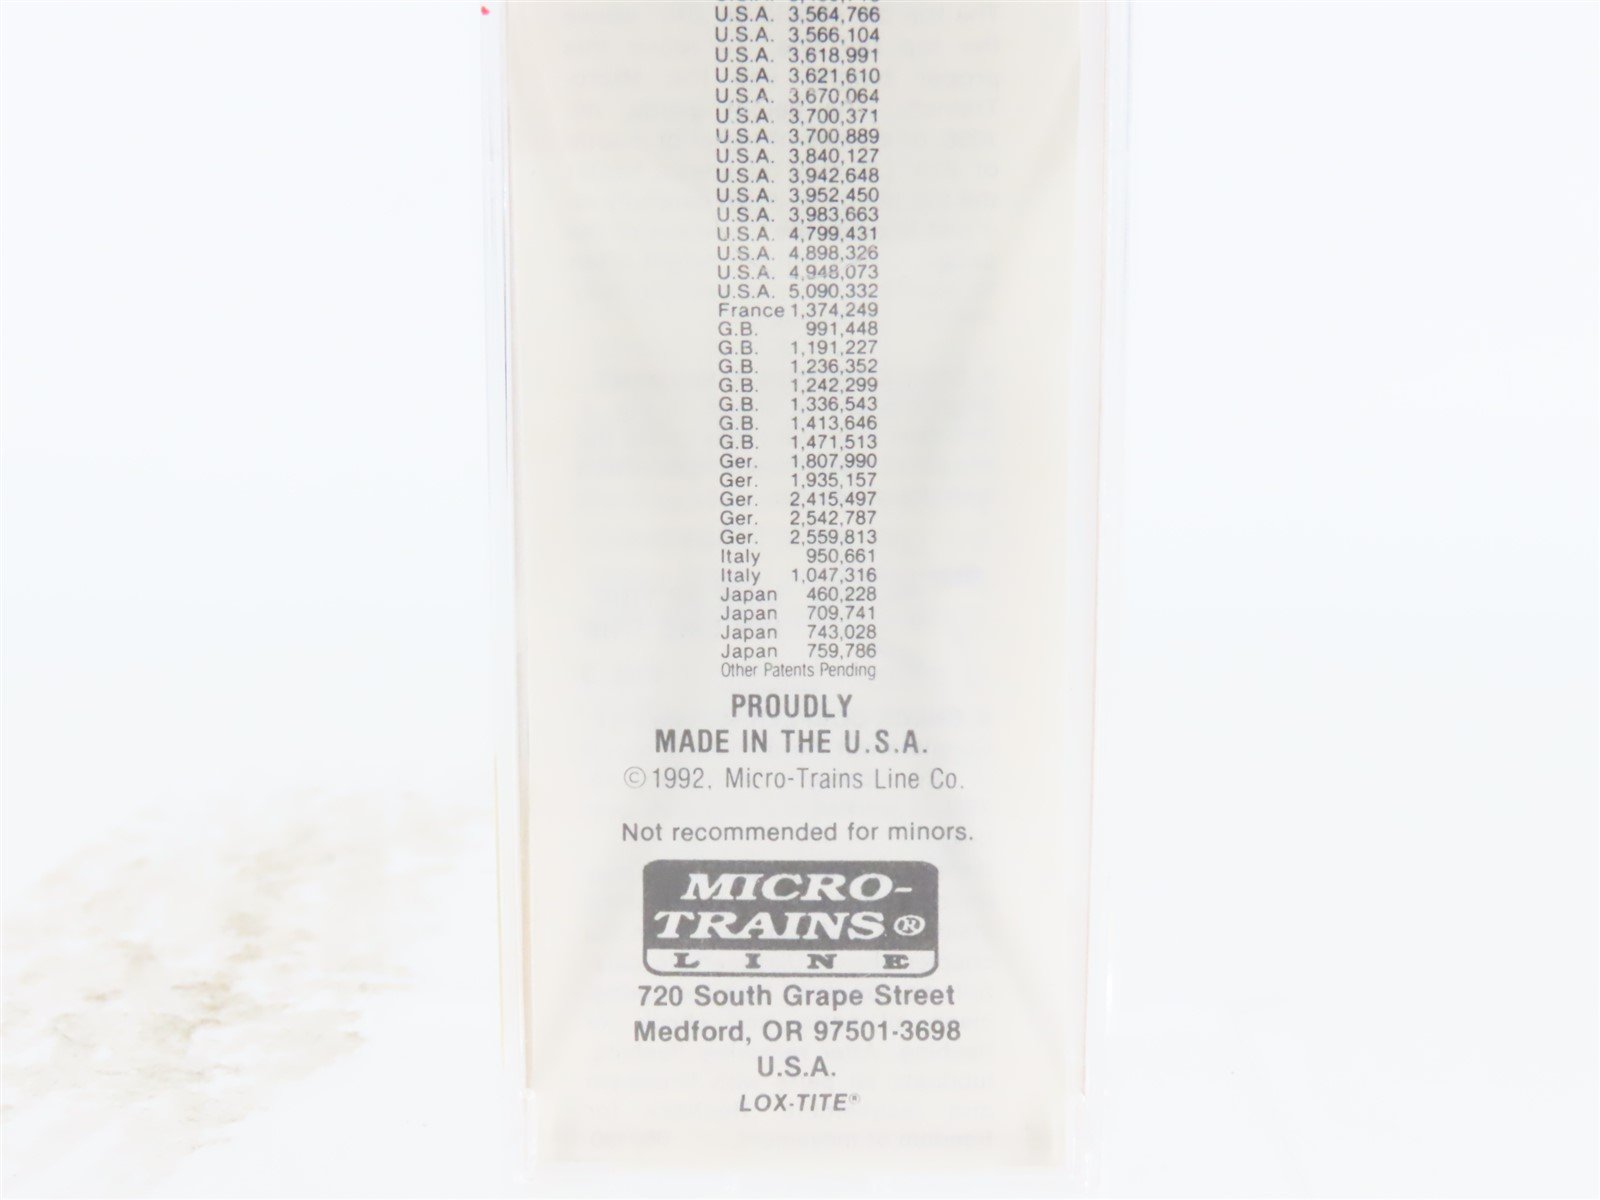 U.S.A. 3,564,766
U.S.A. 3,566,104
U.S.A. 3,618,991
U.S.A. 3,621,610
U.S.A. 3,670,064
U.S.A. 3,700,371
U.S.A. 3,700,889
U.S.A. 3,840,127
U.S.A. 3,942,648
U.S.A. 3,952,450
U.S.A. 3,983,663
U.S.A. 4,799,431
U.S.A. 4,898,326
U.S.A. 4,948,073
U.S.A. 5,090,332
France 1,374,249
G.B. 991,448
G.B. 1,191,227
G.B. 1,236,352
G.B. 1,242,299
G.B. 1,336,543
G.B. 1,413,646
G.B. 1,471,513
Ger. 1,807,990
Ger. 1,935,157
Ger. 2,415,497
Ger. 2,542,787
Ger. 2,559,813
Italy 950,661
Italy 1,047,316
Japan 460,228
Japan 709,741
Japan 743,028
Japan 759,786
Other Patents Pending
PROUDLY
MADE IN THE U.S.A.
©1992, Micro-Trains Line Co.
Not recommended for minors.
MICRO-
TRAINS®
LINE
720 South Grape Street
Medford, OR 97501-3698
U.S.A.
LOX-TITE®